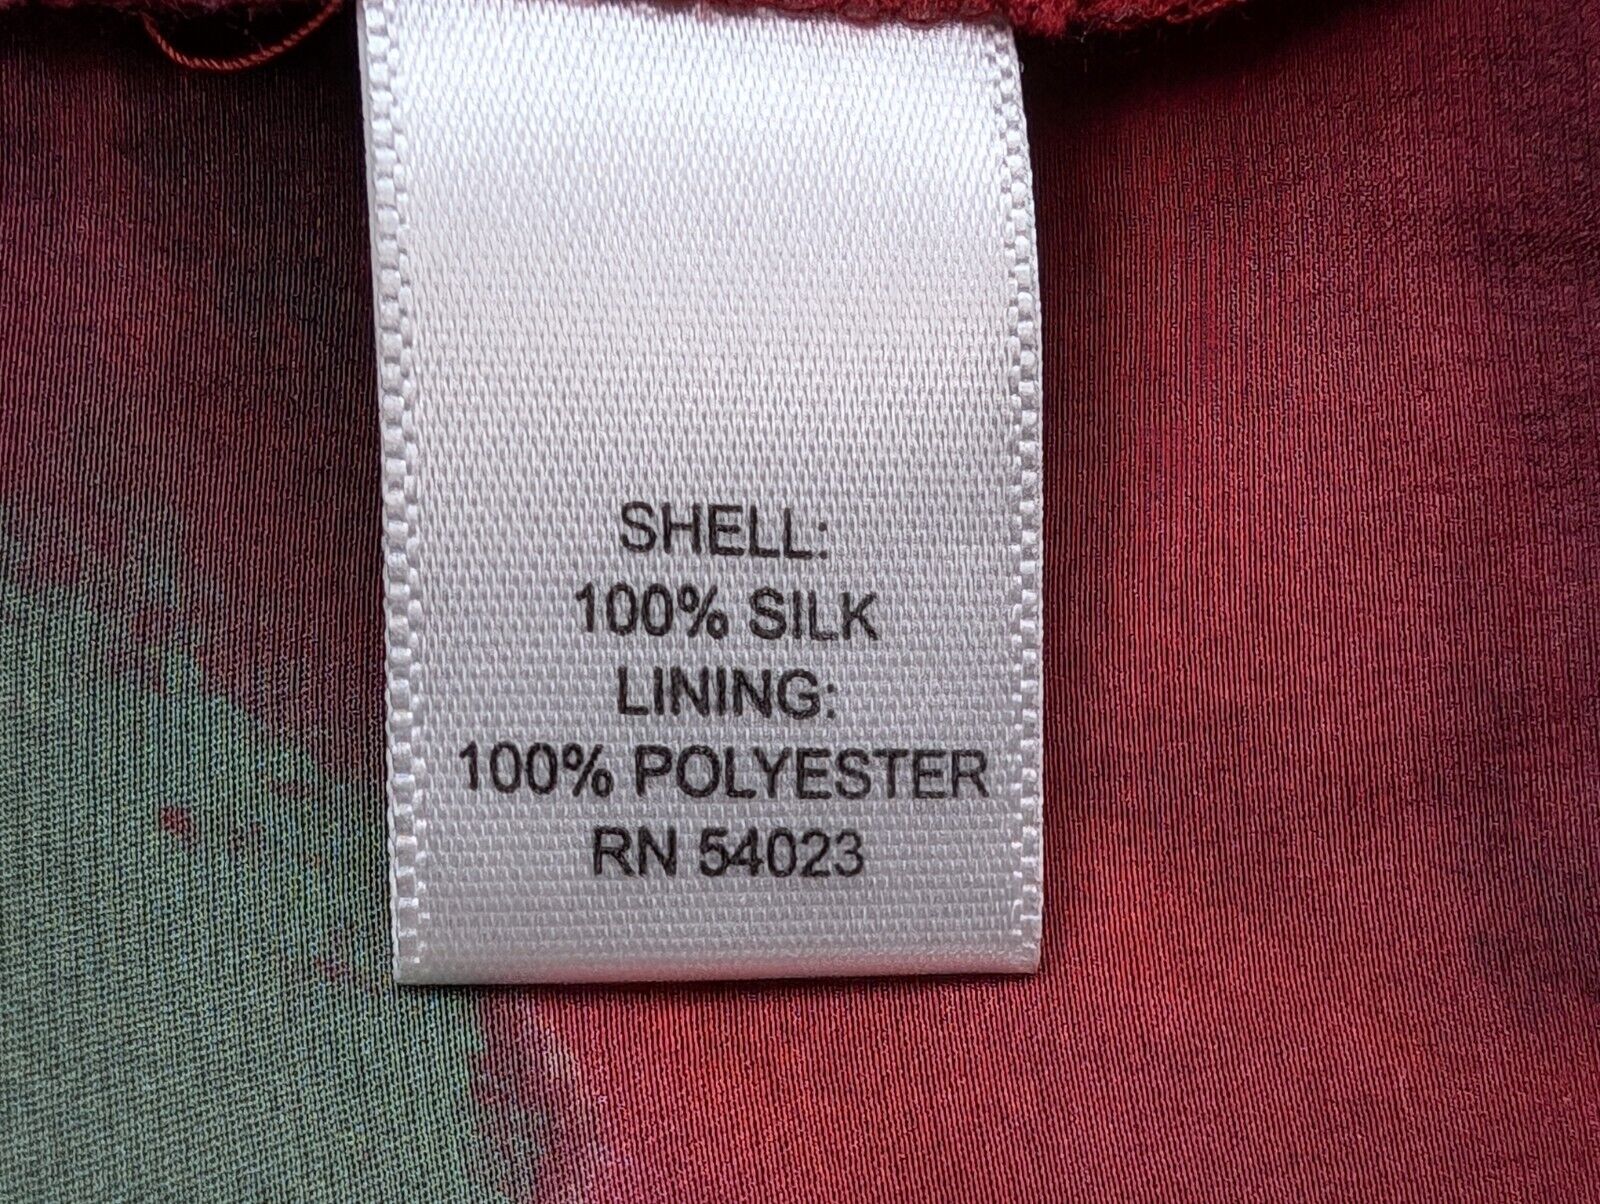 SHELL:
100% SILK
LINING:
100% POLYESTER
RN 54023